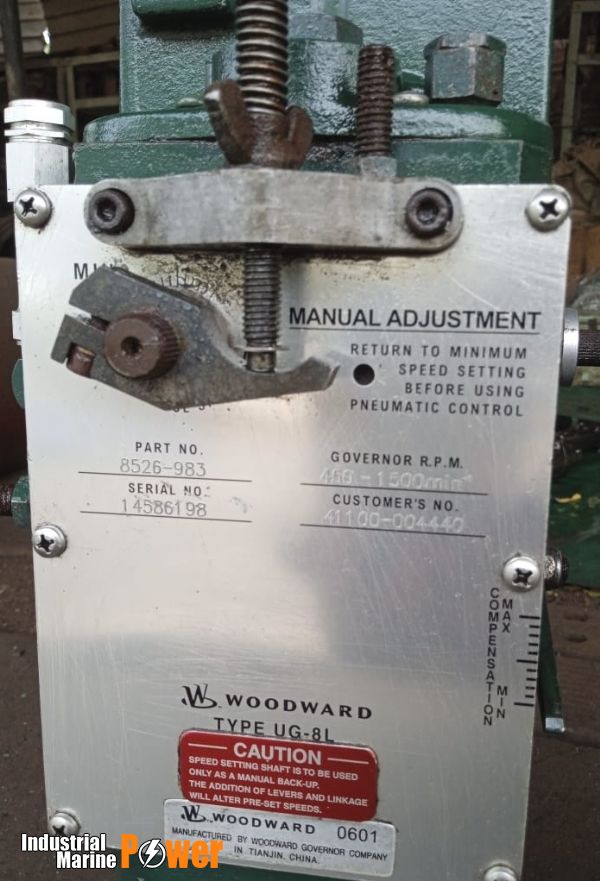 MANUAL ADJUSTMENT
RETURN TO MINIMUM
SPEED SETTING
BEFORE USING
PNEUMATIC CONTROL
PART NO.
8526-983
SERIAL NO.
14586198
GOVERNOR R.P.M.
450-1500min
CUSTOMER'S NO.
41100-004440
MAX
COMPENSATION
MIN
WOODWARD
TYPE UG-8L
CAUTION
SPEED SETTING SHAFT IS TO BE USED
ONLY AS A MANUAL BACK-UP.
THE ADDITION OF LEVERS AND LINKAGE
WILL ALTER PRE-SET SPEEDS.
WOODWARD 0601
MANUFACTURED BY WOODWARD GOVERNOR COMPANY
IN TIANJIN, CHINA.
Industrial
Marine Power